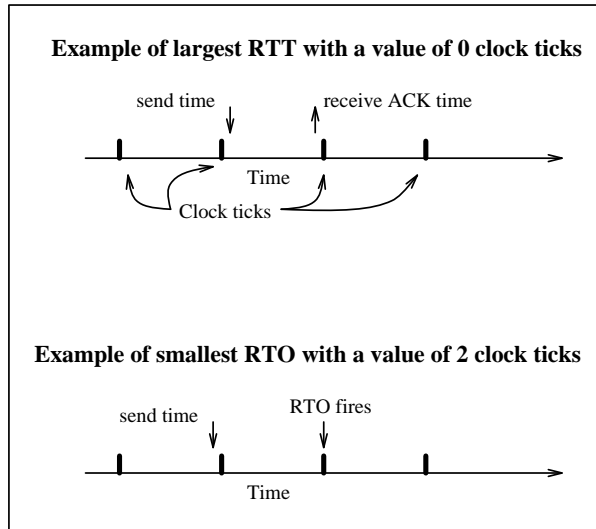 Example of largest RTT with a value of 0 clock ticks
send time
receive ACK time
Time
Clock ticks
Example of smallest RTO with a value of 2 clock ticks
send time
RTO fires
Time